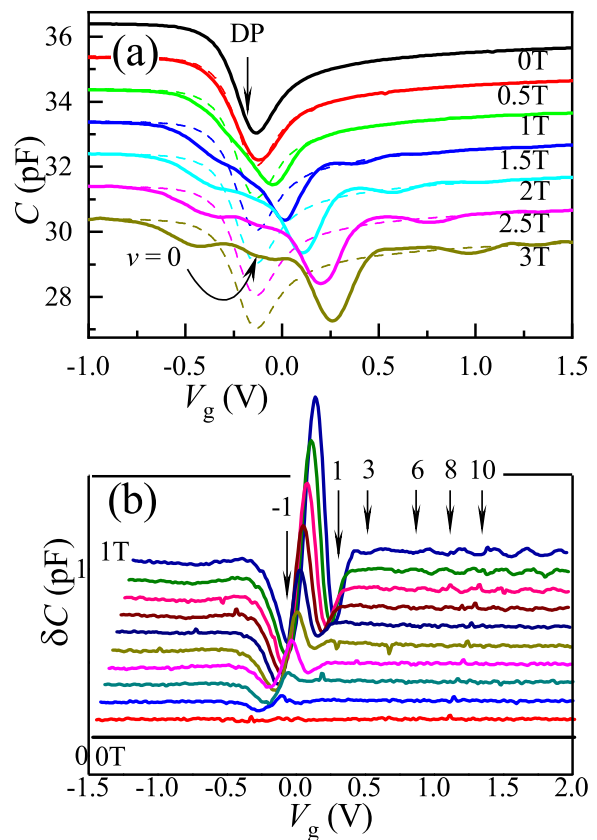 (a)
DP
36
34
32
30
28
C (pF)
0T
0.5T
1T
1.5T
2T
2.5T
3T
ν = 0
-1.0 -0.5 0.0 0.5 1.0 1.5
Vg (V)
(b)
-1 1 3 6 8 10
1T
1
δC (pF)
0
0T
-1.5 -1.0 -0.5 0.0 0.5 1.0 1.5 2.0
Vg (V)